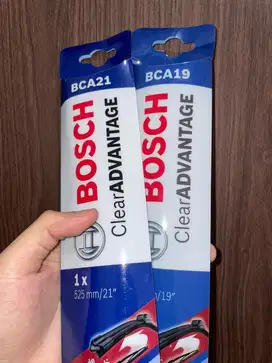 BCA21
BOSCH
ClearADVANTAGE
1x
525 mm/21"
BCA19
BOSCH
ClearADVANTAGE
/19"